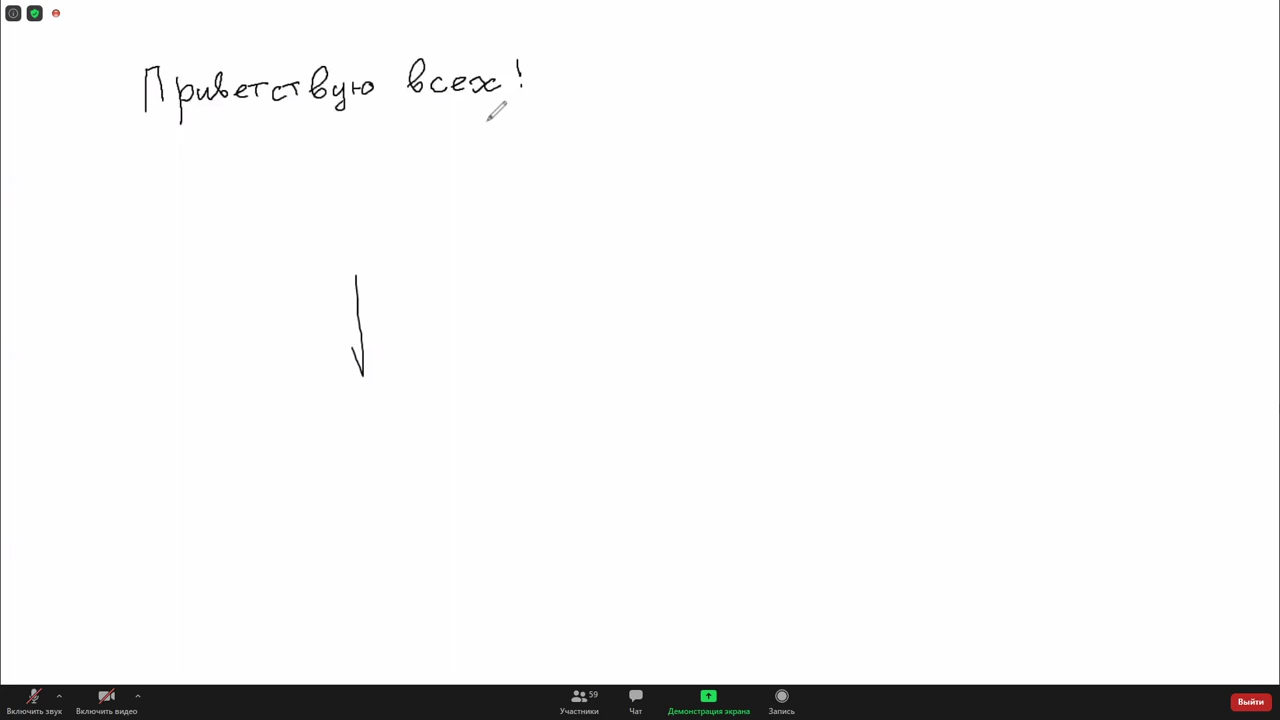 Приветствую всех!
Включить звук
Включить видео
59
Участники
Чат
Демонстрация экрана
Запись
Выйти